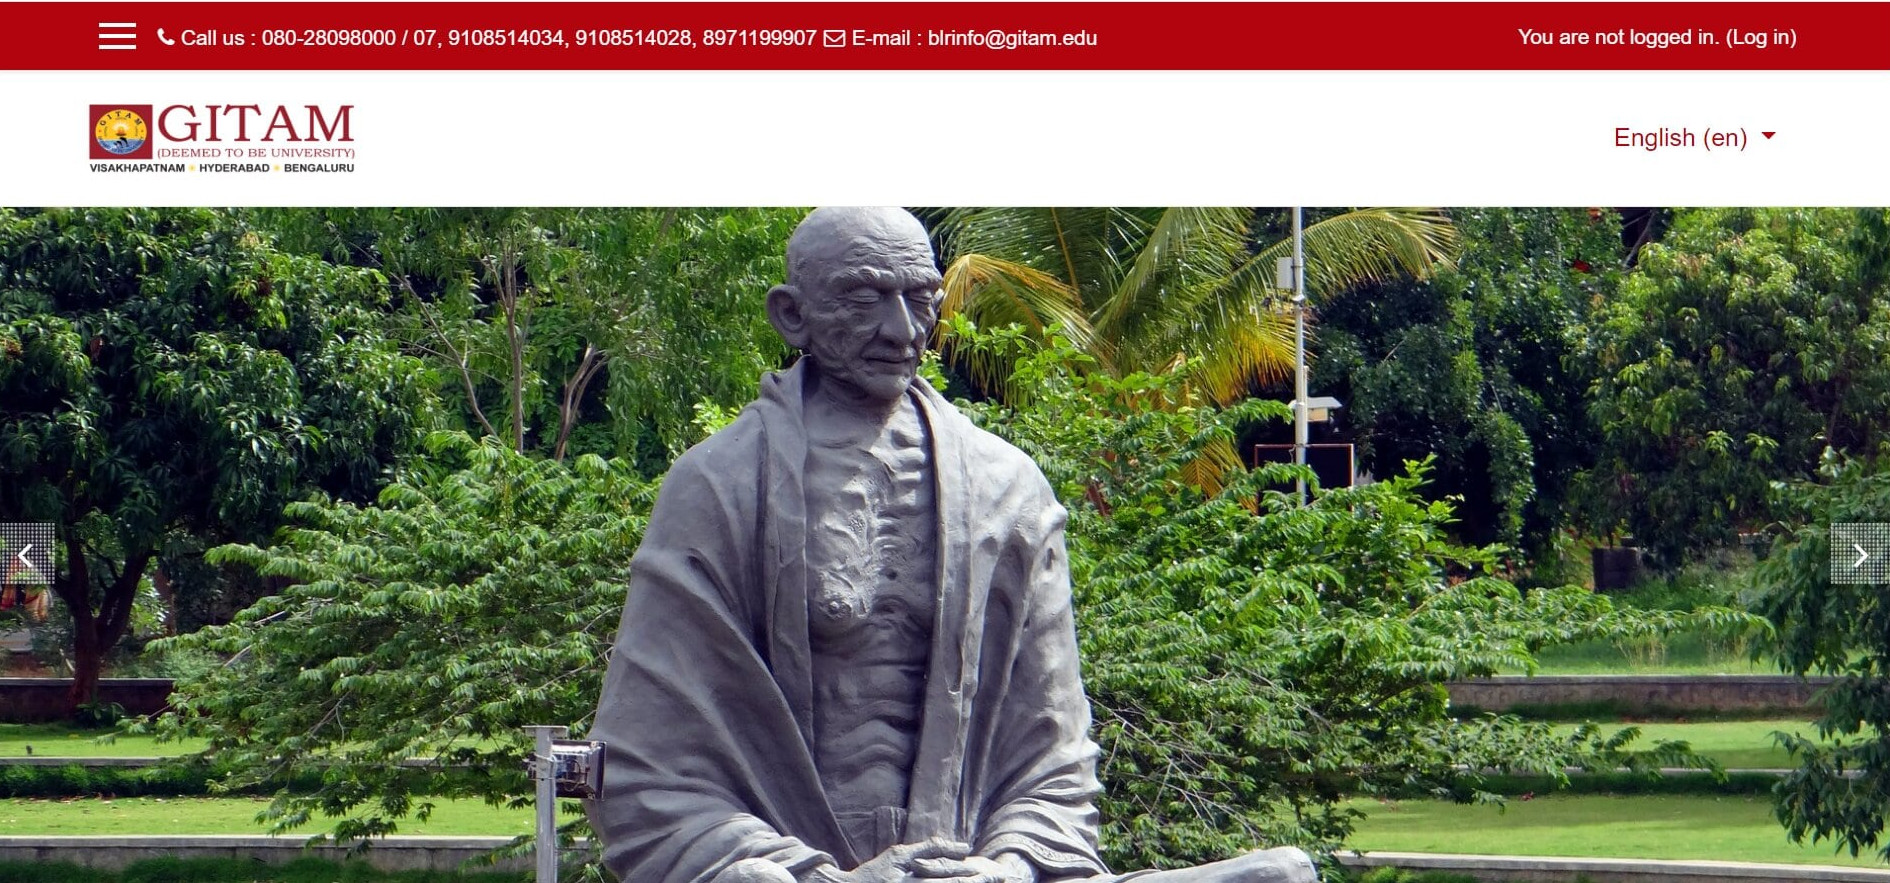 Call us : 080-28098000 / 07, 9108514034, 9108514028, 8971199907 E-mail : blrinfo@gitam.edu
You are not logged in. (Log in)
GITAM
GITAM
(DEEMED TO BE UNIVERSITY)
VISAKHAPATNAM HYDERABAD BENGALURU
English (en)